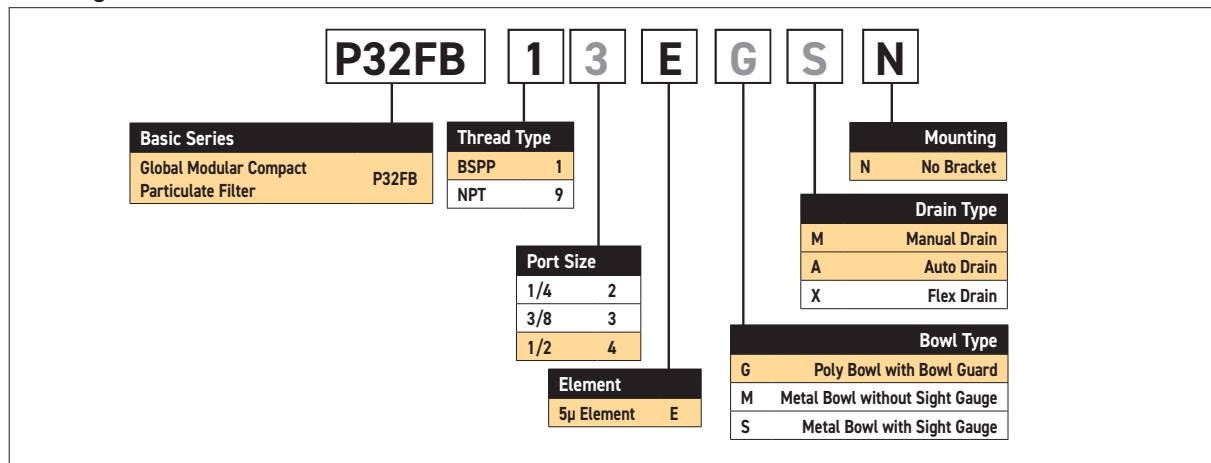 P32FB 1 3 E G S N
Basic Series
Global Modular Compact
Particulate Filter P32FB
Thread Type
BSPP 1
NPT 9
Mounting
N No Bracket
Drain Type
M Manual Drain
A Auto Drain
X Flex Drain
Port Size
1/4 2
3/8 3
1/2 4
Bowl Type
G Poly Bowl with Bowl Guard
M Metal Bowl without Sight Gauge
S Metal Bowl with Sight Gauge
Element
5µ Element E